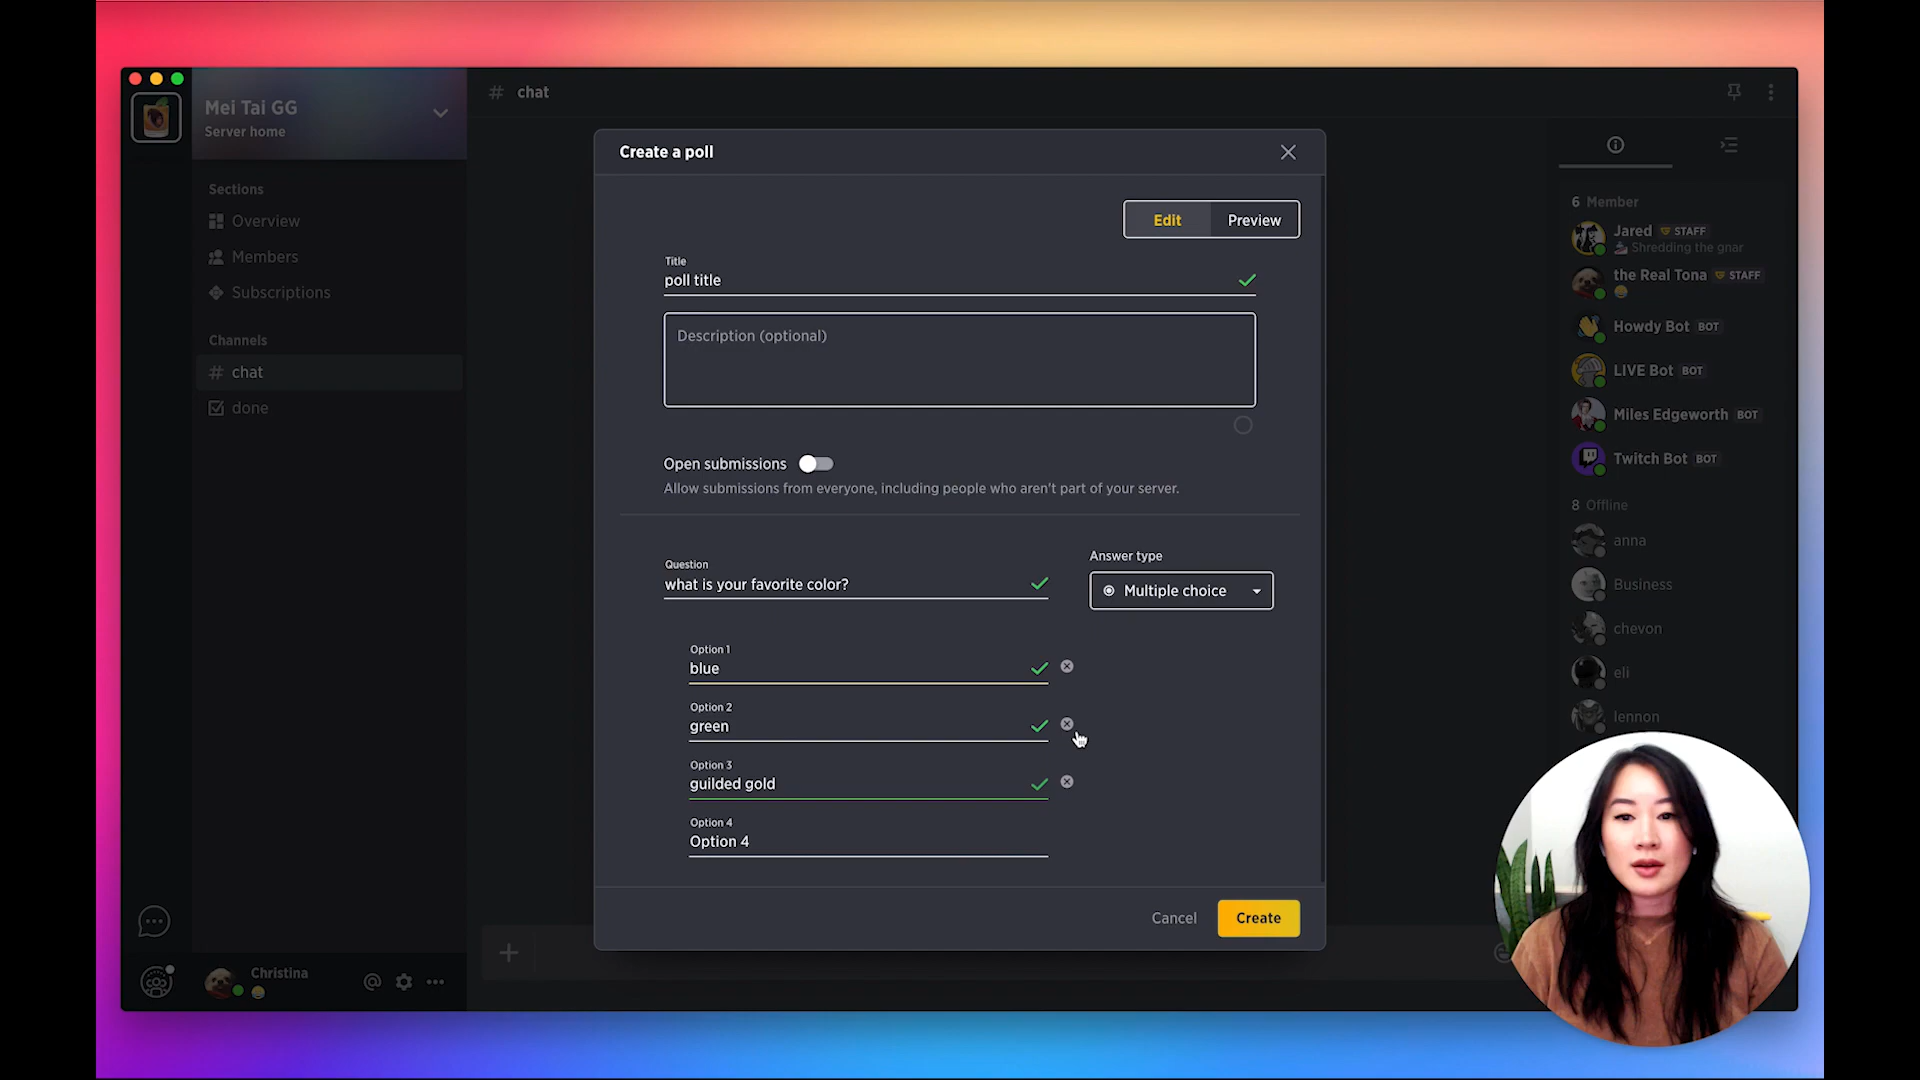 Mei Tai GG
Server home
Sections
Overview
Members
Subscriptions
Channels
chat
done
Christina
# chat
Create a poll
Edit
Preview
Title
poll title
Description (optional)
Open submissions
Allow submissions from everyone, including people who aren't part of your server.
Question
what is your favorite color?
Answer type
Multiple choice
Option 1
blue
Option 2
green
Option 3
guilded gold
Option 4
Option 4
Cancel
Create
6 Member
Jared STAFF
Shredding the gnar
the Real Tona STAFF
Howdy Bot BOT
LIVE Bot BOT
Miles Edgeworth BOT
Twitch Bot BOT
8 Offline
anna
Business
chevon
eli
lennon